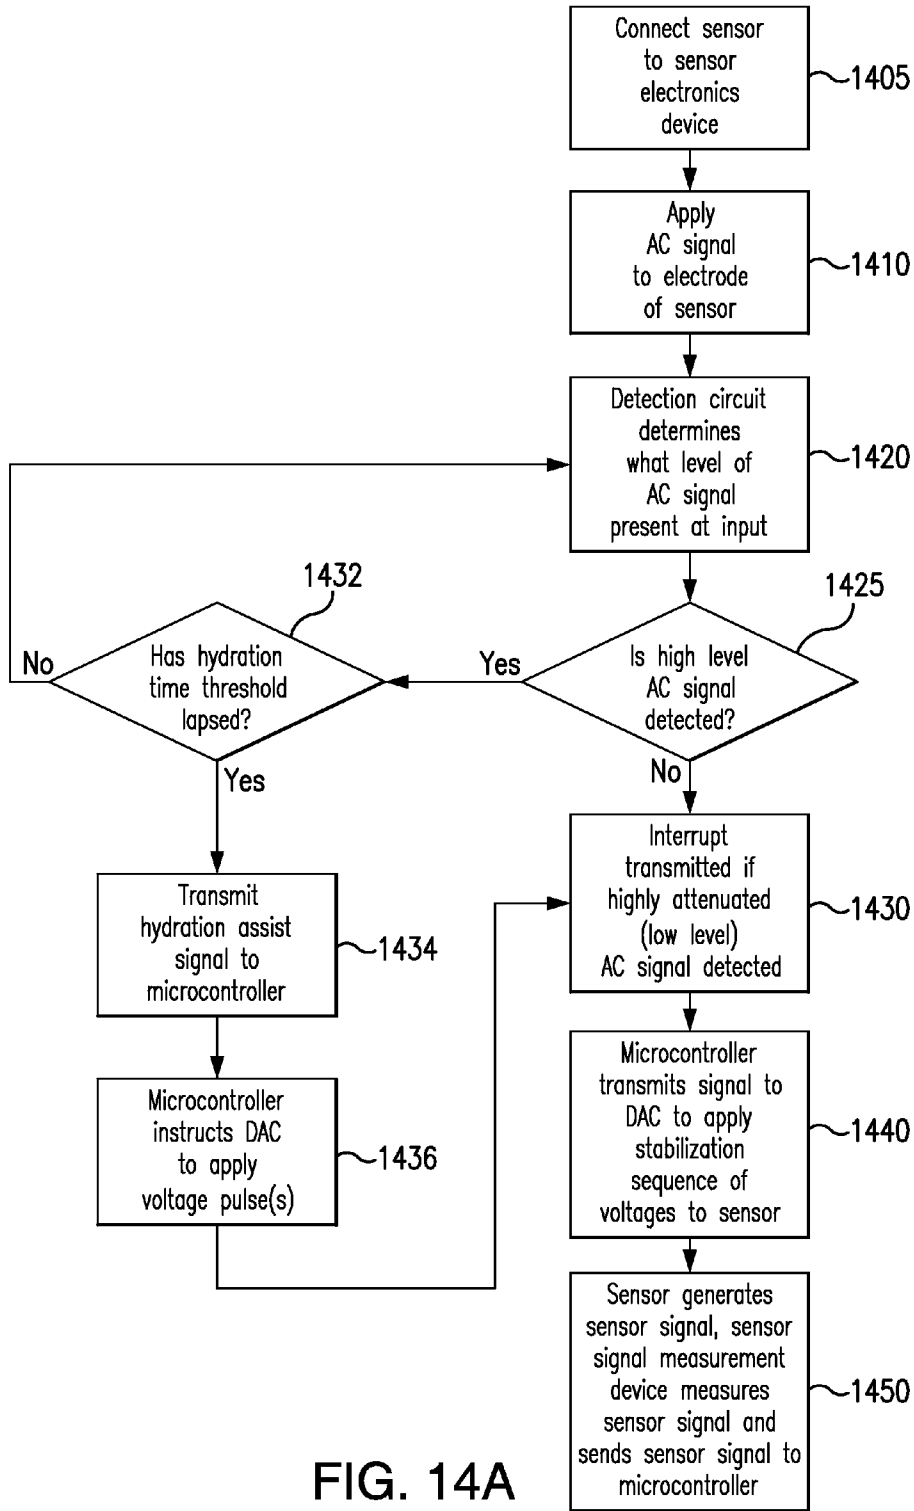 Connect sensor
to sensor
electronics
device
1405
Apply
AC signal
to electrode
of sensor
1410
Detection circuit
determines
what level of
AC signal
present at input
1420
1432
1425
No
Has hydration
time threshold
lapsed?
Yes
Is high level
AC signal
detected?
Yes
No
Transmit
hydration assist
signal to
microcontroller
1434
Interrupt
transmitted if
highly attenuated
(low level)
AC signal detected
1430
Microcontroller
instructs DAC
to apply
voltage pulse(s)
1436
Microcontroller
transmits signal to
DAC to apply
stabilization
sequence of
voltages to sensor
1440
Sensor generates
sensor signal, sensor
signal measurement
device measures
sensor signal and
sends sensor signal to
microcontroller
1450
FIG. 14A